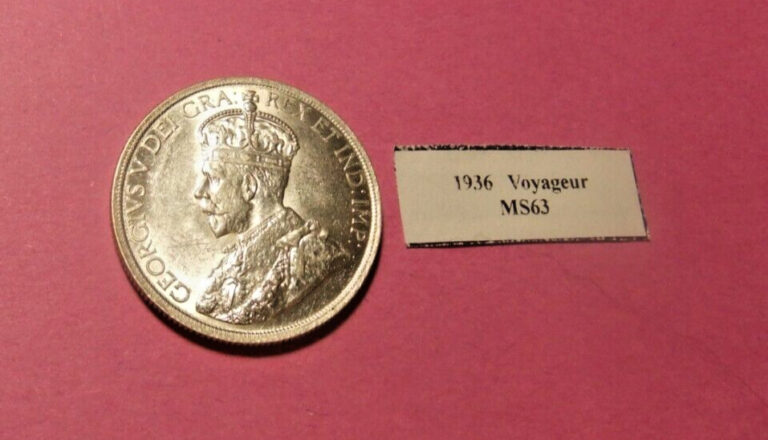 GEORGIVS V DEI GRA: REX ET IND: IMP:
1936 Voyageur
MS63